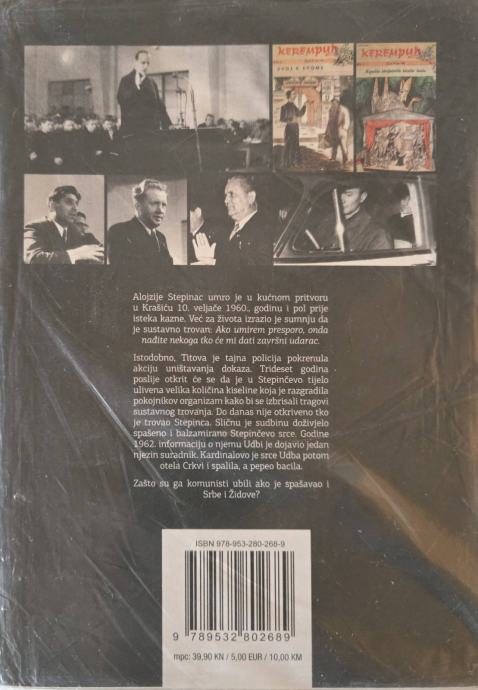 KEREMPUH
SVOJ K SVOME
KEREMPUH
Alojzije Stepinac umro je u kućnom pritvoru
u Krašiću 10. veljače 1960., godinu i pol prije
isteka kazne. Već za života izrazio je sumnju da
je sustavno trovan: Ako umirem presporo, onda
nađite nekoga tko će mi dati završni udarac.
Istodobno, Titova je tajna policija pokrenula
akciju uništavanja dokaza. Trideset godina
poslije otkrit će se da je u Stepinčevo tijelo
ulivena velika količina kiseline koja je razgradila
pokojnikov organizam kako bi se izbrisali tragovi
sustavnog trovanja. Do danas nije otkriveno tko
je trovao Stepinca. Sličnu je sudbinu doživjelo
spašeno i balzamirano Stepinčevo srce. Godine
1962. informaciju o njemu Udbi je dojavio jedan
njezin suradnik. Kardinalovo je srce Udba potom
otela Crkvi i spalila, a pepeo bacila.
Zašto su ga komunisti ubili ako je spašavao i
Srbe i Židove?
ISBN 978-953-280-268-9
9 789532 802689
mpc: 39,90 KN / 5,00 EUR / 10,00 KM